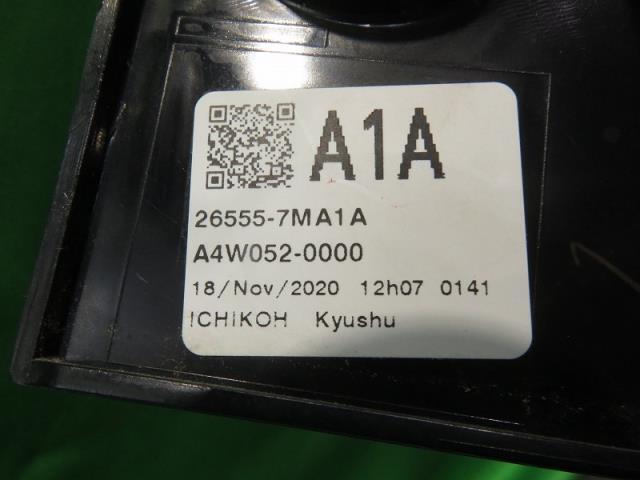 A1A
26555-7MA1A
A4W052-0000
18/Nov/2020 12h07 0141
ICHIKOH Kyushu